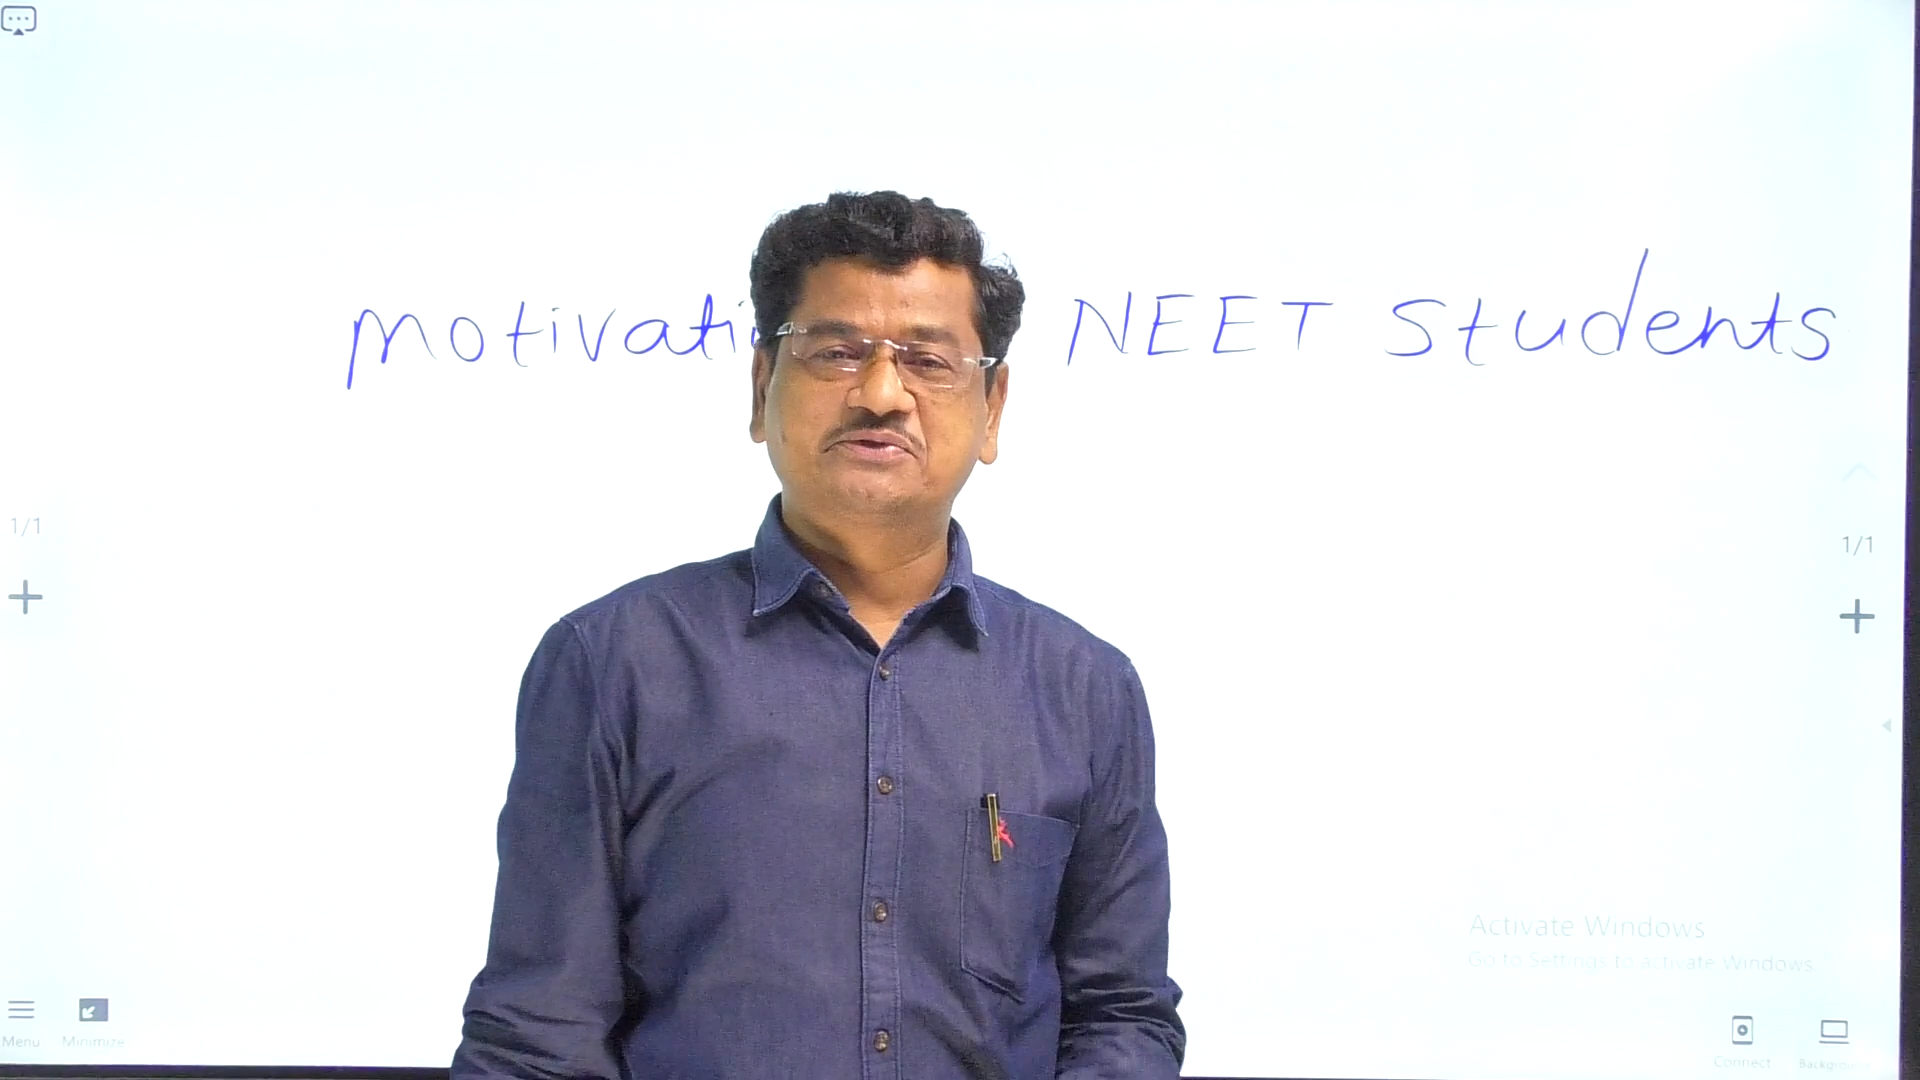 motivati NEET Students
1/1
1/1
Activate Windows
Go to Settings to activate Windows.
Menu Minimize
Connect